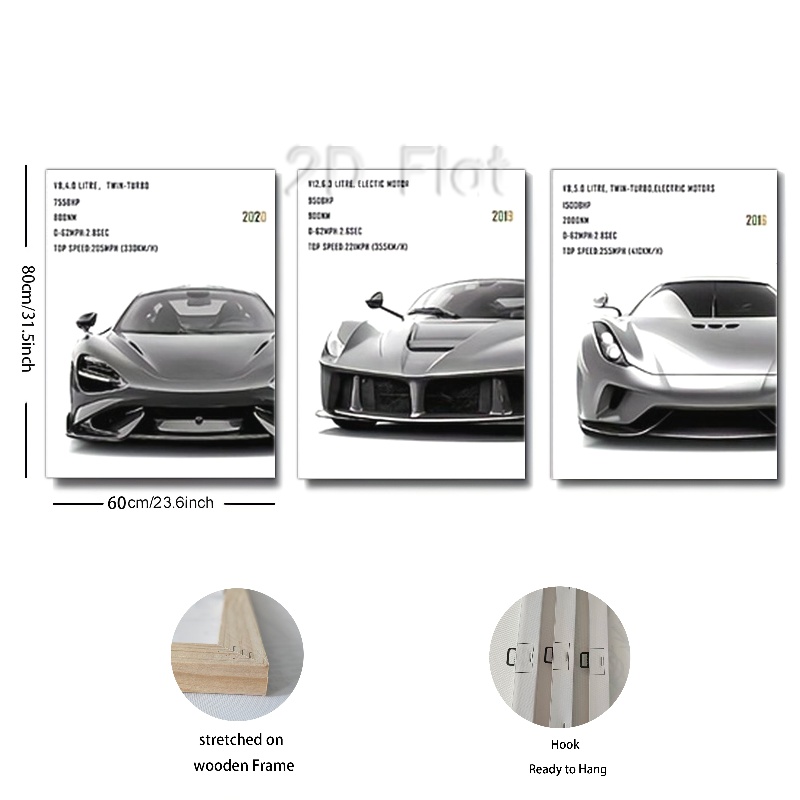 2D Flat
V8,4.0 LITRE, TWIN-TURBO
755BHP
800NM
0-62MPH:2.8SEC
TOP SPEED:205MPH (330KM/H)
2020
V12,6.3 LITRE, ELECTIC MOTOR
950BHP
900NM
0-62MPH:2.6SEC
TOP SPEED:221MPH (355KM/H)
2013
V8,5.0 LITRE, TWIN-TURBO,ELECTRIC MOTORS
1500BHP
2000NM
0-62MPH:2.8SEC
TOP SPEED:255MPH (410KM/H)
2016
80cm/31.5inch
60cm/23.6inch
stretched on
wooden Frame
Hook
Ready to Hang